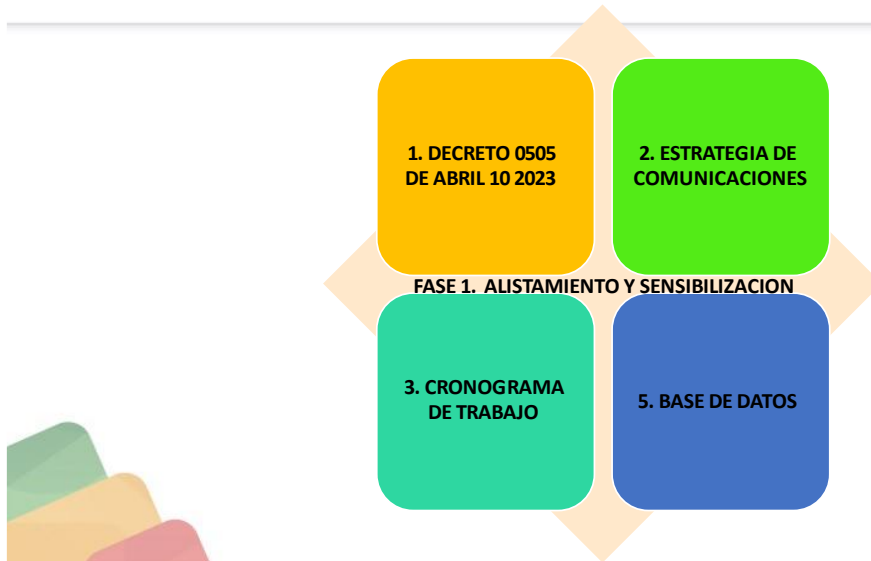 1. DECRETO 0505
DE ABRIL 10 2023
2. ESTRATEGIA DE
COMUNICACIONES
FASE 1. ALISTAMIENTO Y SENSIBILIZACION
3. CRONOGRAMA
DE TRABAJO
5. BASE DE DATOS